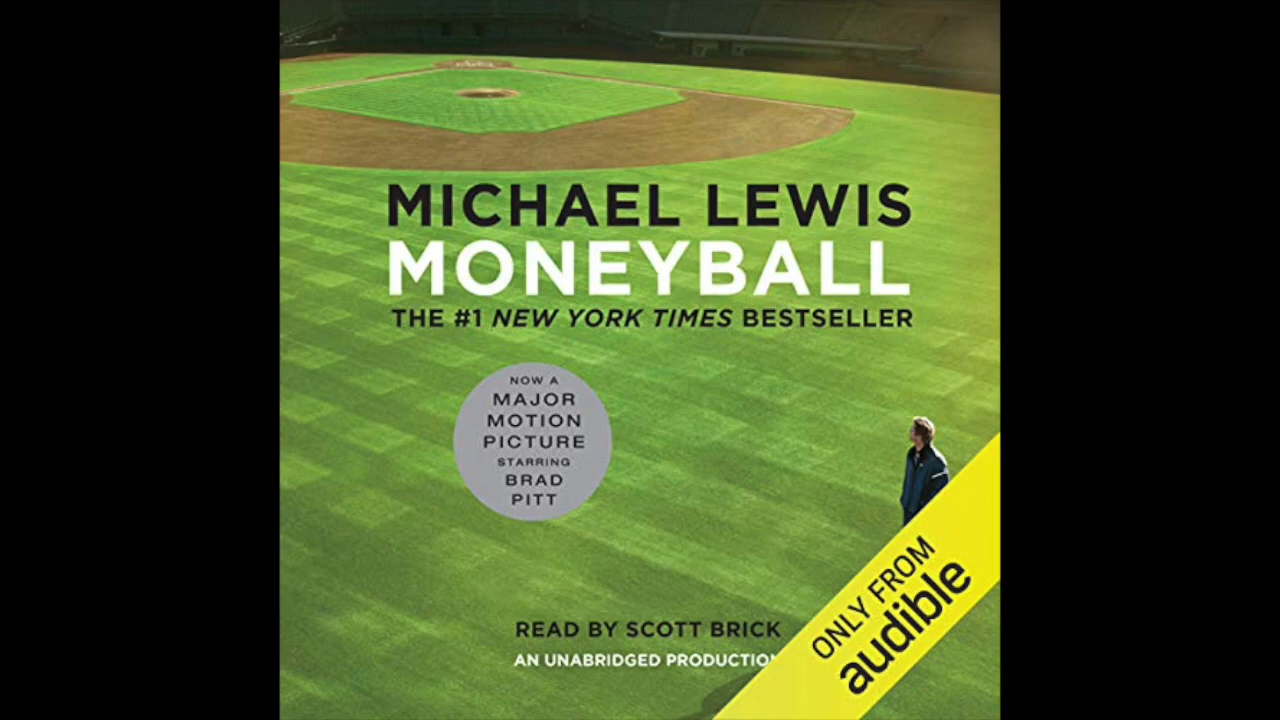 MICHAEL LEWIS
MONEYBALL
THE #1 NEW YORK TIMES BESTSELLER
NOW A
MAJOR
MOTION
PICTURE
STARRING
BRAD
PITT
READ BY SCOTT BRICK
AN UNABRIDGED PRODUCTION
ONLY FROM
audible